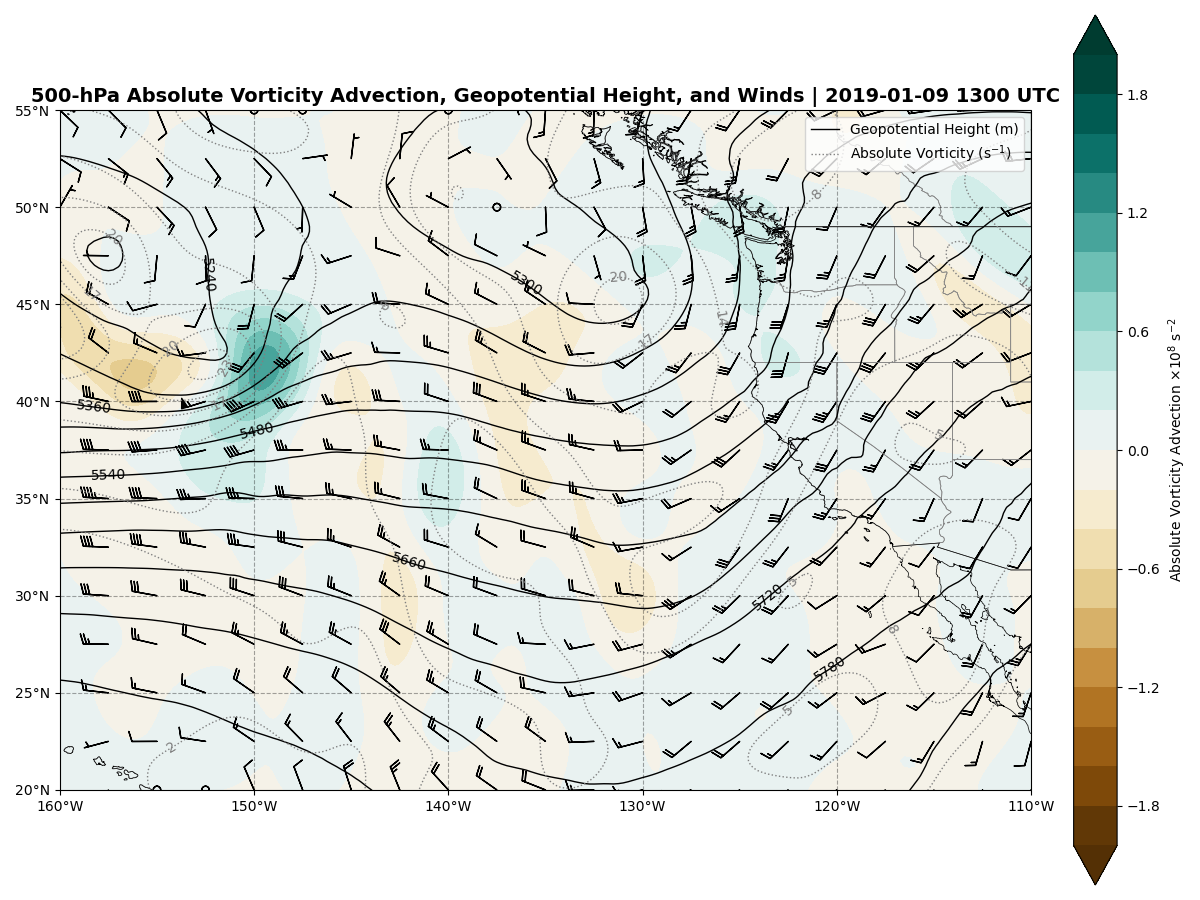 500-hPa Absolute Vorticity Advection, Geopotential Height, and Winds | 2019-01-09 1300 UTC
Geopotential Height (m)
Absolute Vorticity (s⁻¹)
55°N
50°N
45°N
40°N
35°N
30°N
25°N
20°N
160°W
150°W
140°W
130°W
120°W
110°W
5240
5300
5360
5480
5540
5660
5720
5780
20
17
20
20
14
8
5
8
5
2
1.8
1.2
0.6
0.0
−0.6
−1.2
−1.8
Absolute Vorticity Advection ×10⁸ s⁻²